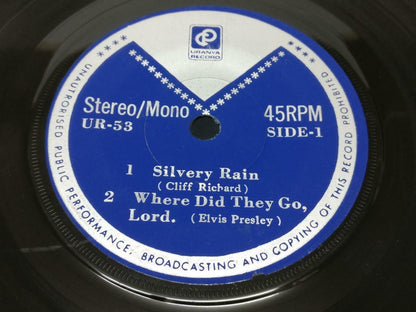 URANYA
RECORD
Stereo/Mono
UR-53
45RPM
SIDE-1
1 Silvery Rain
(Cliff Richard)
2 Where Did They Go,
Lord. (Elvis Presley)
UNAUTHORISED PUBLIC PERFORMANCE, BROADCASTING AND COPYING OF THIS RECORD PROHIBITED